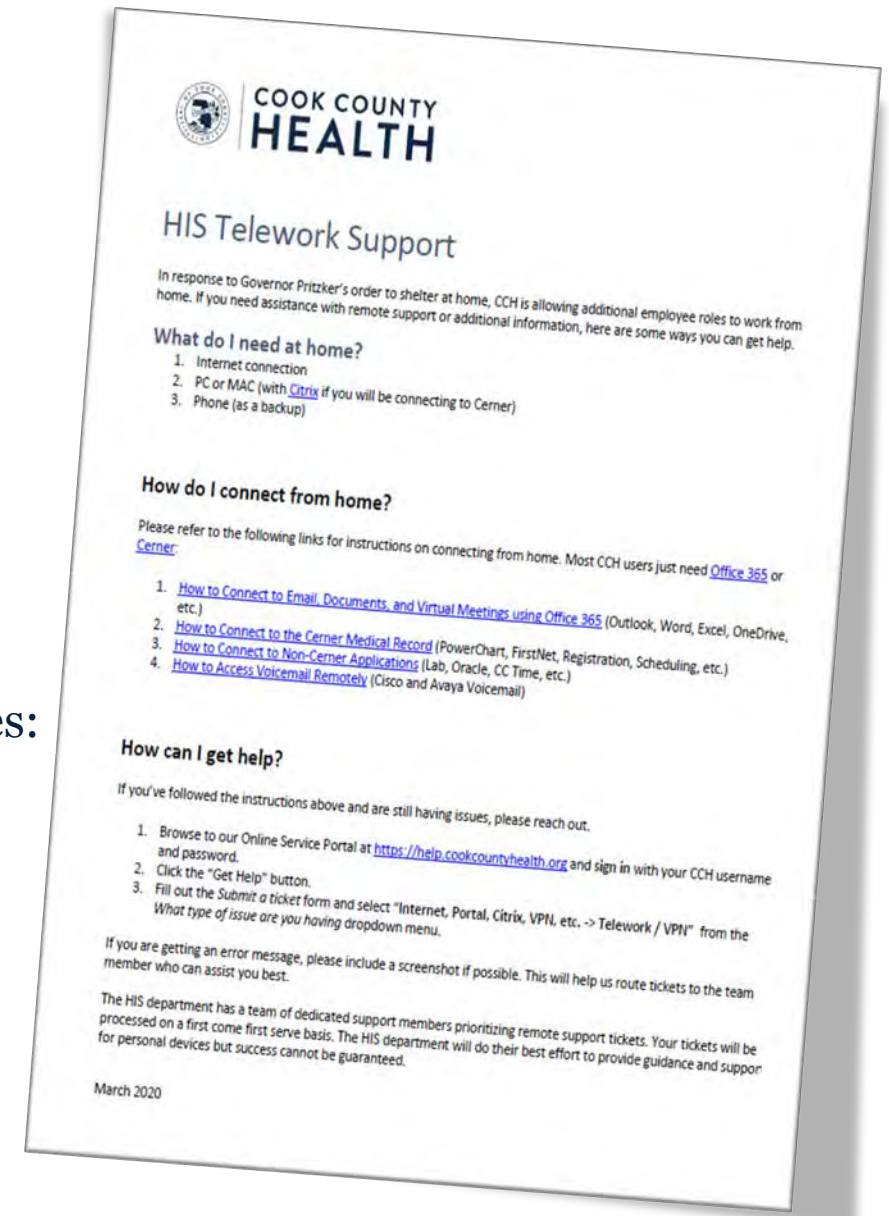 COOK COUNTY
HEALTH
HIS Telework Support
In response to Governor Pritzker's order to shelter at home, CCH is allowing additional employee roles to work from
home. If you need assistance with remote support or additional information, here are some ways you can get help.
What do I need at home?
1. Internet connection
2. PC or MAC (with Citrix if you will be connecting to Cerner)
3. Phone (as a backup)
How do I connect from home?
Please refer to the following links for instructions on connecting from home. Most CCH users just need Office 365 or
Cerner.
1. How to Connect to Email, Documents, and Virtual Meetings using Office 365 (Outlook, Word, Excel, OneDrive,
etc.)
2. How to Connect to the Cerner Medical Record (PowerChart, FirstNet, Registration, Scheduling, etc.)
3. How to Connect to Non-Cerner Applications (Lab, Oracle, CC Time, etc.)
4. How to Access Voicemail Remotely (Cisco and Avaya Voicemail)
es:
How can I get help?
If you've followed the instructions above and are still having issues, please reach out.
1. Browse to our Online Service Portal at https://help.cookcountyhealth.org and sign in with your CCH username
and password.
2. Click the "Get Help" button.
3. Fill out the Submit a ticket form and select "Internet, Portal, Citrix, VPN, etc. -> Telework / VPN" from the
What type of issue are you having dropdown menu.
If you are getting an error message, please include a screenshot if possible. This will help us route tickets to the team
member who can assist you best.
The HIS department has a team of dedicated support members prioritizing remote support tickets. Your tickets will be
processed on a first come first serve basis. The HIS department will do their best effort to provide guidance and suppor
for personal devices but success cannot be guaranteed.
March 2020